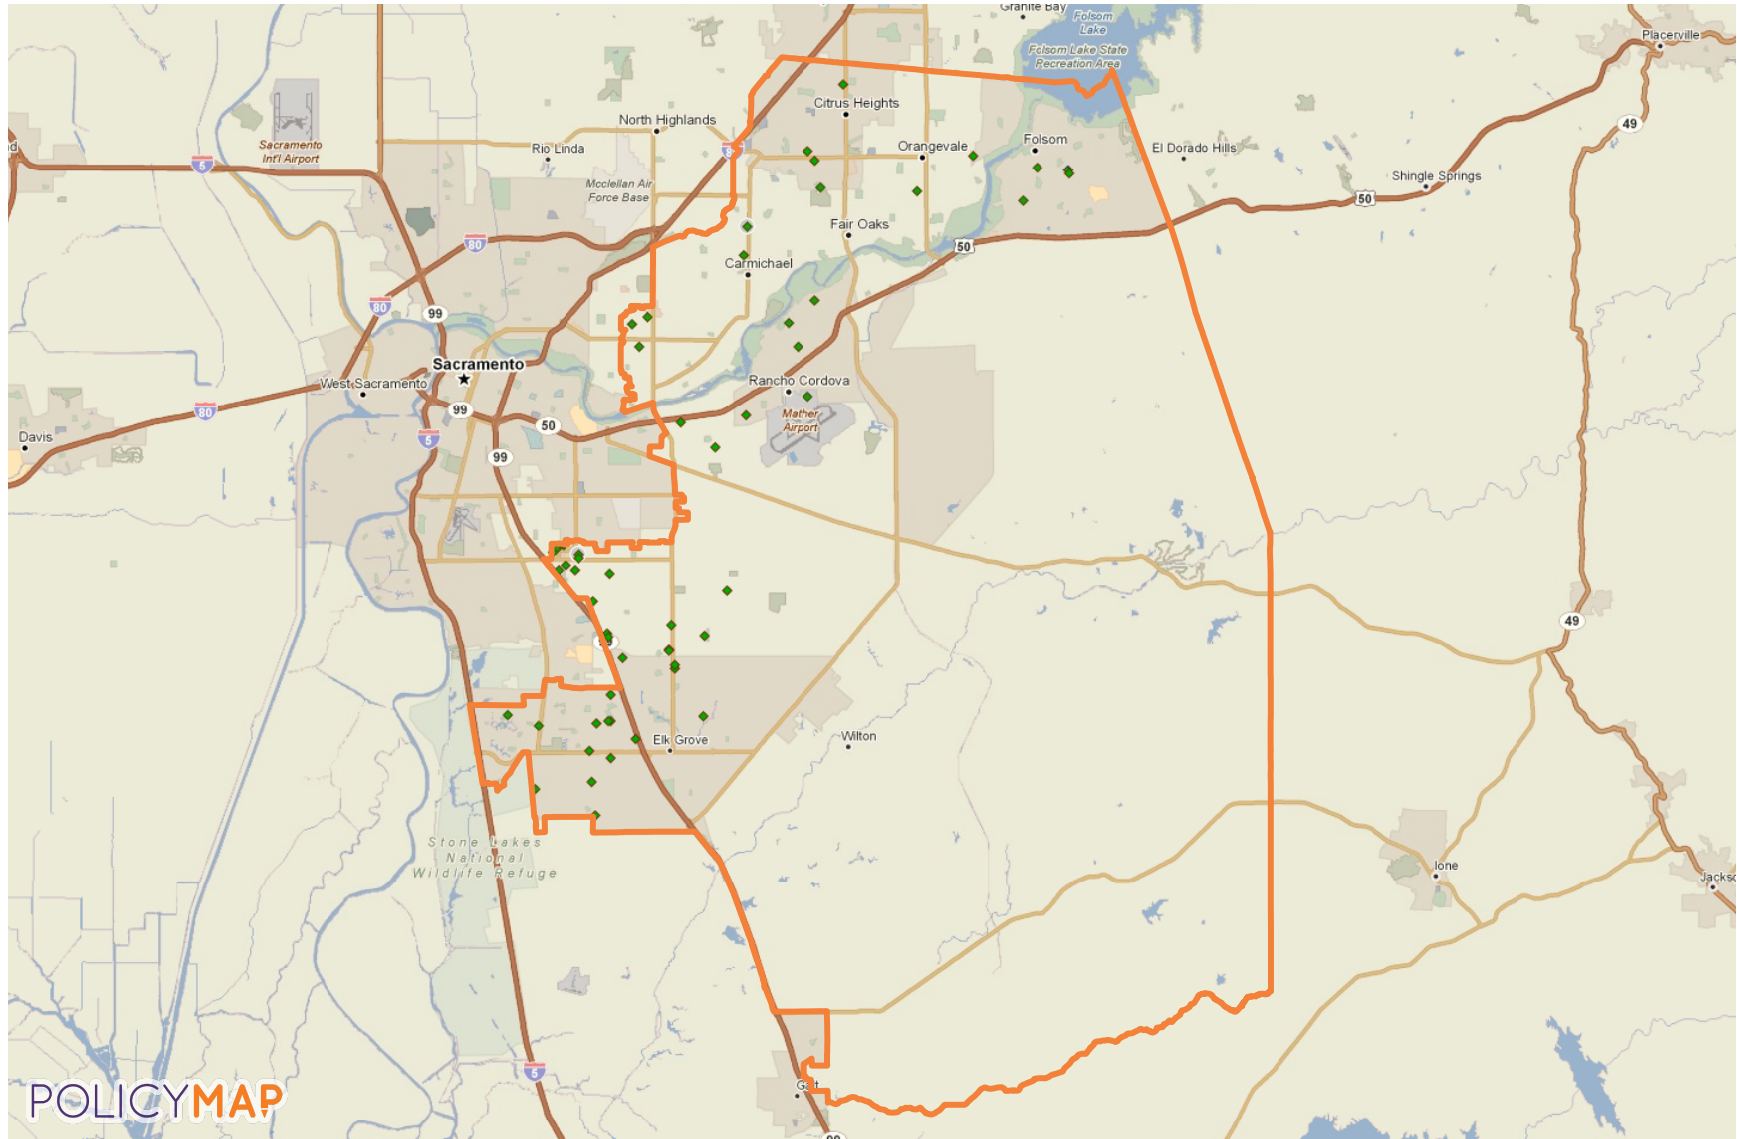 Granite Bay
Folsom
Lake
Folsom Lake State
Recreation Area
Placerville
Citrus Heights
North Highlands
49
Sacramento
Int'l Airport
Rio Linda
Orangevale
Folsom
El Dorado Hills
5
Mcclellan Air
Force Base
Shingle Springs
50
80
Fair Oaks
50
Carmichael
80
99
Sacramento
West Sacramento
Rancho Cordova
80
99
Mather
Airport
50
Davis
5
99
49
Elk Grove
Wilton
Stone Lakes
National
Wildlife Refuge
Ione
5
POLICYMAP